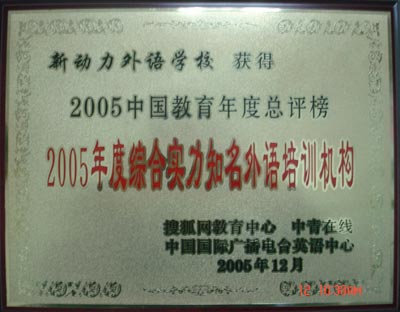 新动力外语学校 获得
2005中国教育年度总评榜
2005年度综合实力知名外语培训机构
搜狐网教育中心 中青在线
中国国际广播电台英语中心
2005年12月